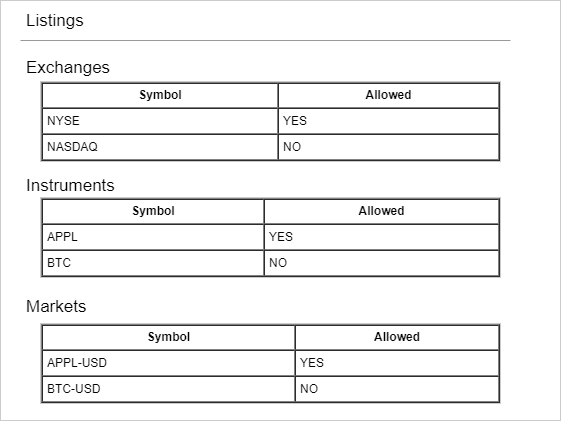 Listings
Exchanges
Symbol Allowed
NYSE YES
NASDAQ NO
Instruments
Symbol Allowed
APPL YES
BTC NO
Markets
Symbol Allowed
APPL-USD YES
BTC-USD NO